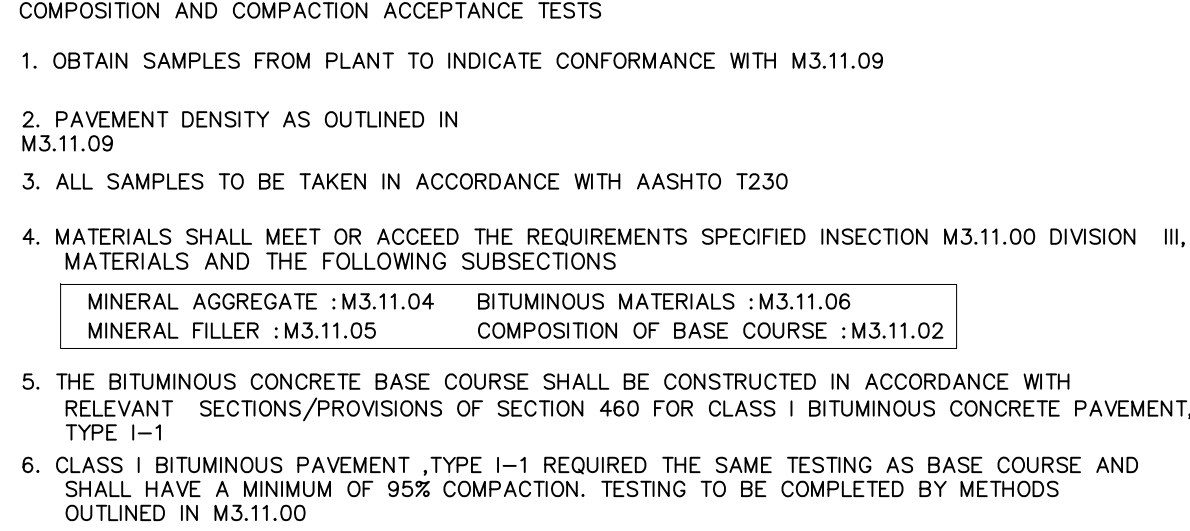 COMPOSITION AND COMPACTION ACCEPTANCE TESTS
1. OBTAIN SAMPLES FROM PLANT TO INDICATE CONFORMANCE WITH M3.11.09
2. PAVEMENT DENSITY AS OUTLINED IN
M3.11.09
3. ALL SAMPLES TO BE TAKEN IN ACCORDANCE WITH AASHTO T230
4. MATERIALS SHALL MEET OR ACCEED THE REQUIREMENTS SPECIFIED INSECTION M3.11.00 DIVISION III,
MATERIALS AND THE FOLLOWING SUBSECTIONS
MINERAL AGGREGATE :M3.11.04 BITUMINOUS MATERIALS :M3.11.06
MINERAL FILLER :M3.11.05 COMPOSITION OF BASE COURSE :M3.11.02
5. THE BITUMINOUS CONCRETE BASE COURSE SHALL BE CONSTRUCTED IN ACCORDANCE WITH
RELEVANT SECTIONS/PROVISIONS OF SECTION 460 FOR CLASS I BITUMINOUS CONCRETE PAVEMENT,
TYPE I-1
6. CLASS I BITUMINOUS PAVEMENT ,TYPE I-1 REQUIRED THE SAME TESTING AS BASE COURSE AND
SHALL HAVE A MINIMUM OF 95% COMPACTION. TESTING TO BE COMPLETED BY METHODS
OUTLINED IN M3.11.00